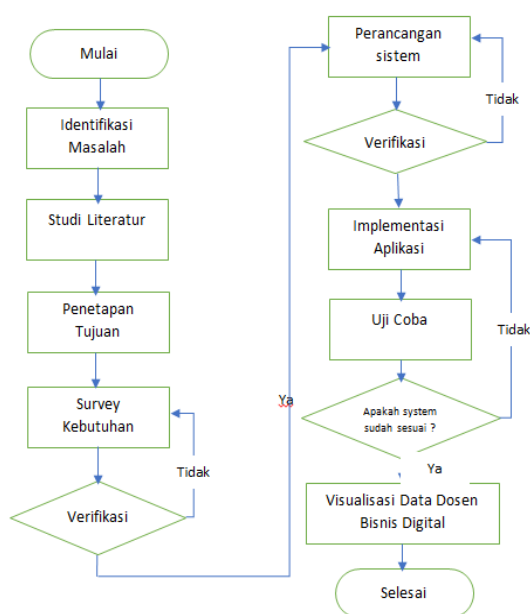 Mulai
Identifikasi
Masalah
Studi Literatur
Penetapan
Tujuan
Survey
Kebutuhan
Tidak
Verifikasi
Ya
Perancangan
sistem
Tidak
Verifikasi
Implementasi
Aplikasi
Uji Coba
Tidak
Apakah system
sudah sesuai ?
Ya
Visualisasi Data Dosen
Bisnis Digital
Selesai